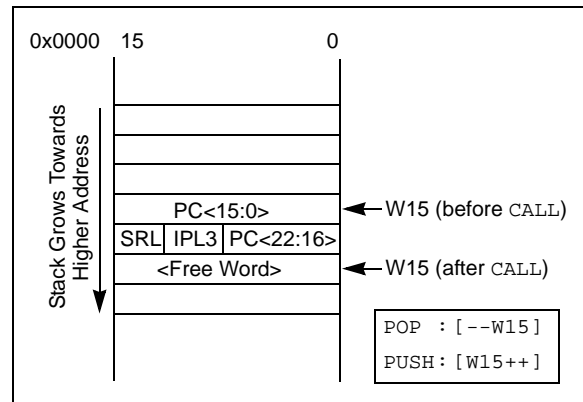 0x0000 15 0
Stack Grows Towards
Higher Address
PC<15:0>
W15 (before CALL)
SRL IPL3 PC<22:16>
<Free Word>
W15 (after CALL)
POP : [--W15]
PUSH: [W15++]